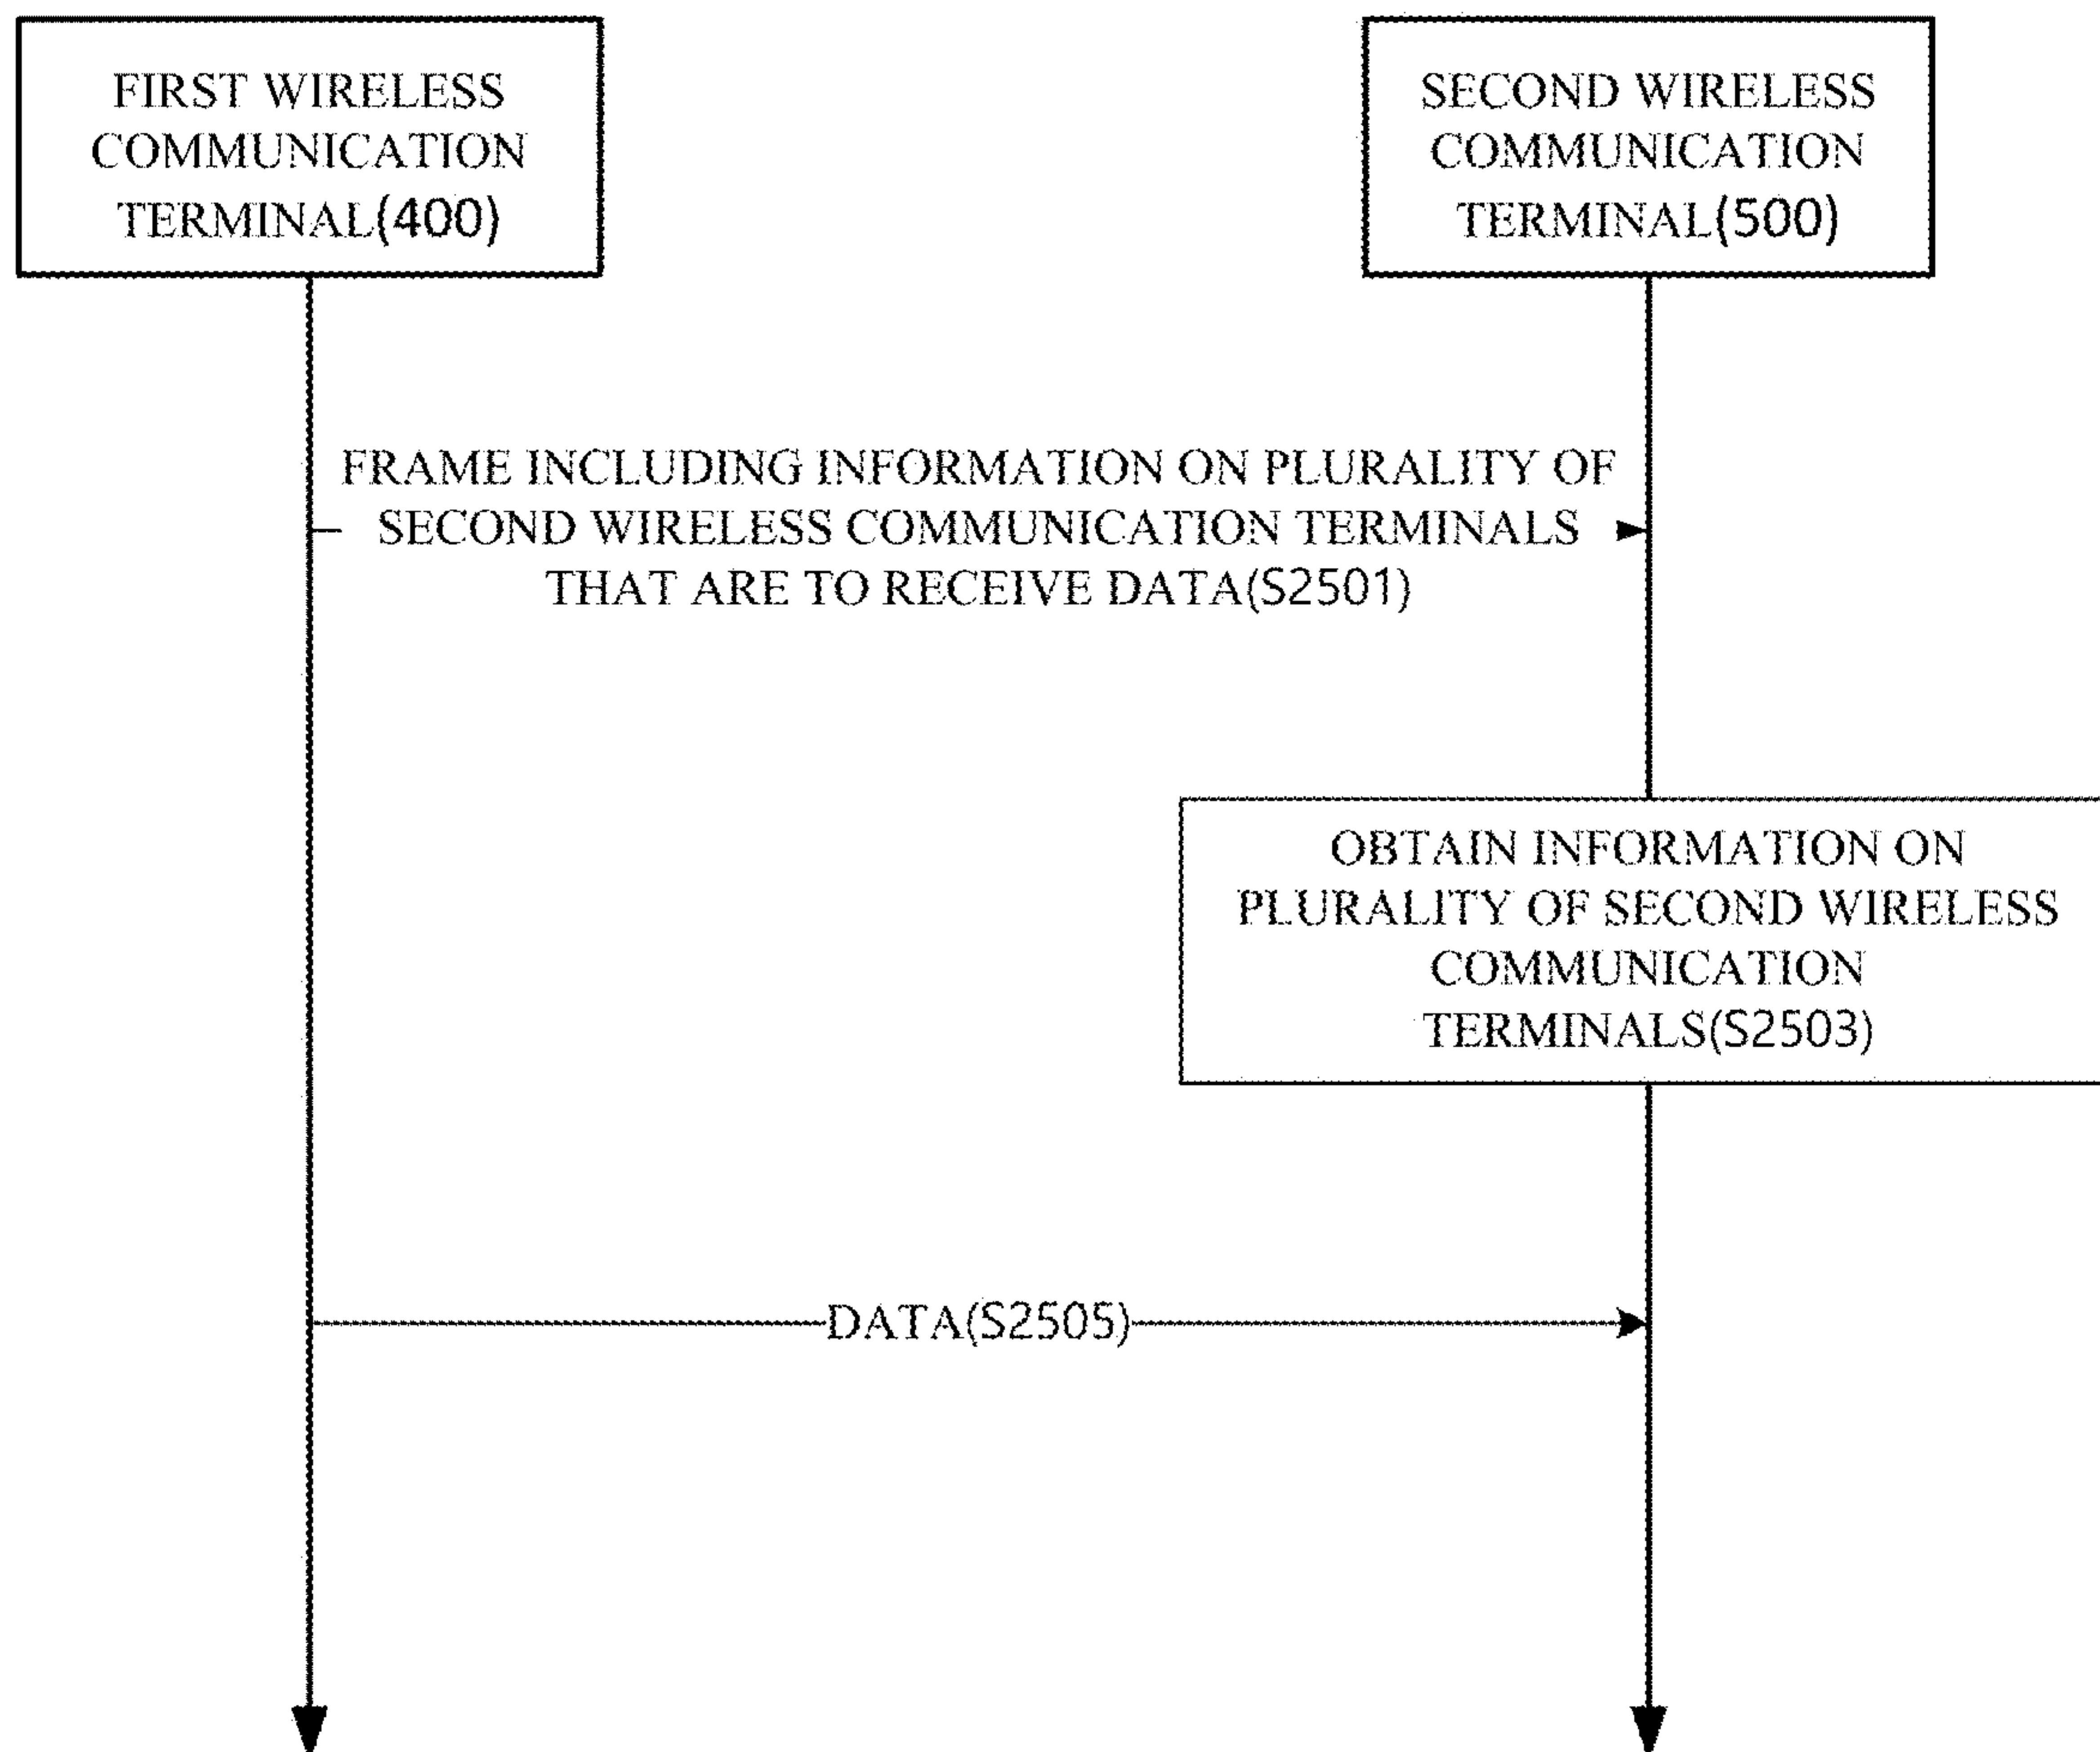 FIRST WIRELESS
COMMUNICATION
TERMINAL(400)
SECOND WIRELESS
COMMUNICATION
TERMINAL(500)
FRAME INCLUDING INFORMATION ON PLURALITY OF
SECOND WIRELESS COMMUNICATION TERMINALS
THAT ARE TO RECEIVE DATA(S2501)
OBTAIN INFORMATION ON
PLURALITY OF SECOND WIRELESS
COMMUNICATION
TERMINALS(S2503)
DATA(S2505)